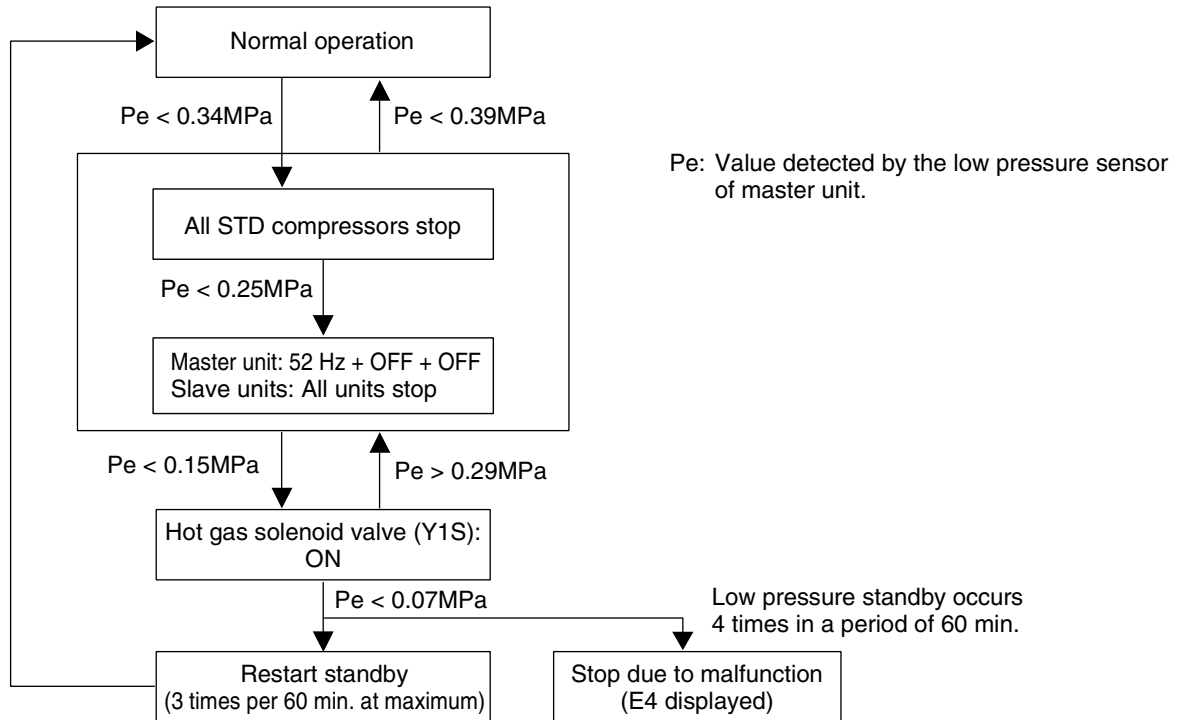 Normal operation
Pe < 0.34MPa
Pe < 0.39MPa
Pe: Value detected by the low pressure sensor
of master unit.
All STD compressors stop
Pe < 0.25MPa
Master unit: 52 Hz + OFF + OFF
Slave units: All units stop
Pe < 0.15MPa
Pe > 0.29MPa
Hot gas solenoid valve (Y1S):
ON
Pe < 0.07MPa
Low pressure standby occurs
4 times in a period of 60 min.
Restart standby
(3 times per 60 min. at maximum)
Stop due to malfunction
(E4 displayed)